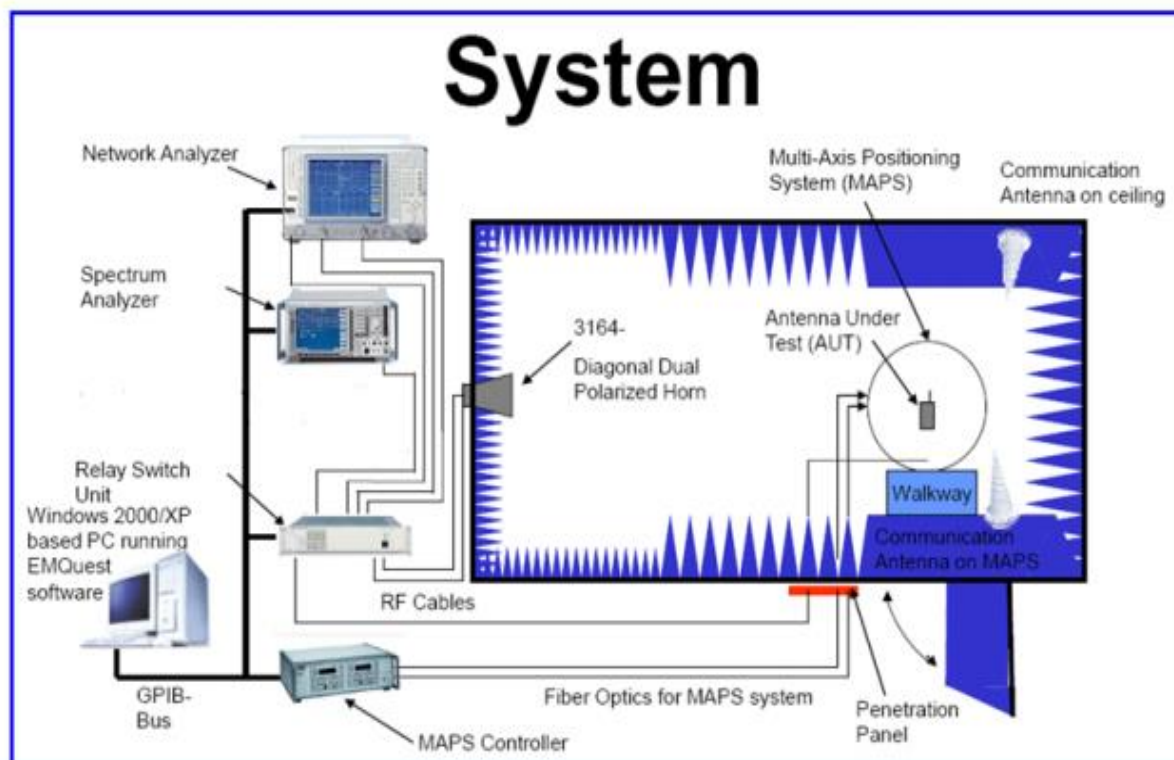 System
Network Analyzer
Multi-Axis Positioning
System (MAPS)
Communication
Antenna on ceiling
Spectrum
Analyzer
3164-
Diagonal Dual
Polarized Horn
Antenna Under
Test (AUT)
Relay Switch
Unit
Windows 2000/XP
based PC running
EMQuest
software
Walkway
Communication
Antenna on MAPS
RF Cables
GPIB-
Bus
Fiber Optics for MAPS system
MAPS Controller
Penetration
Panel